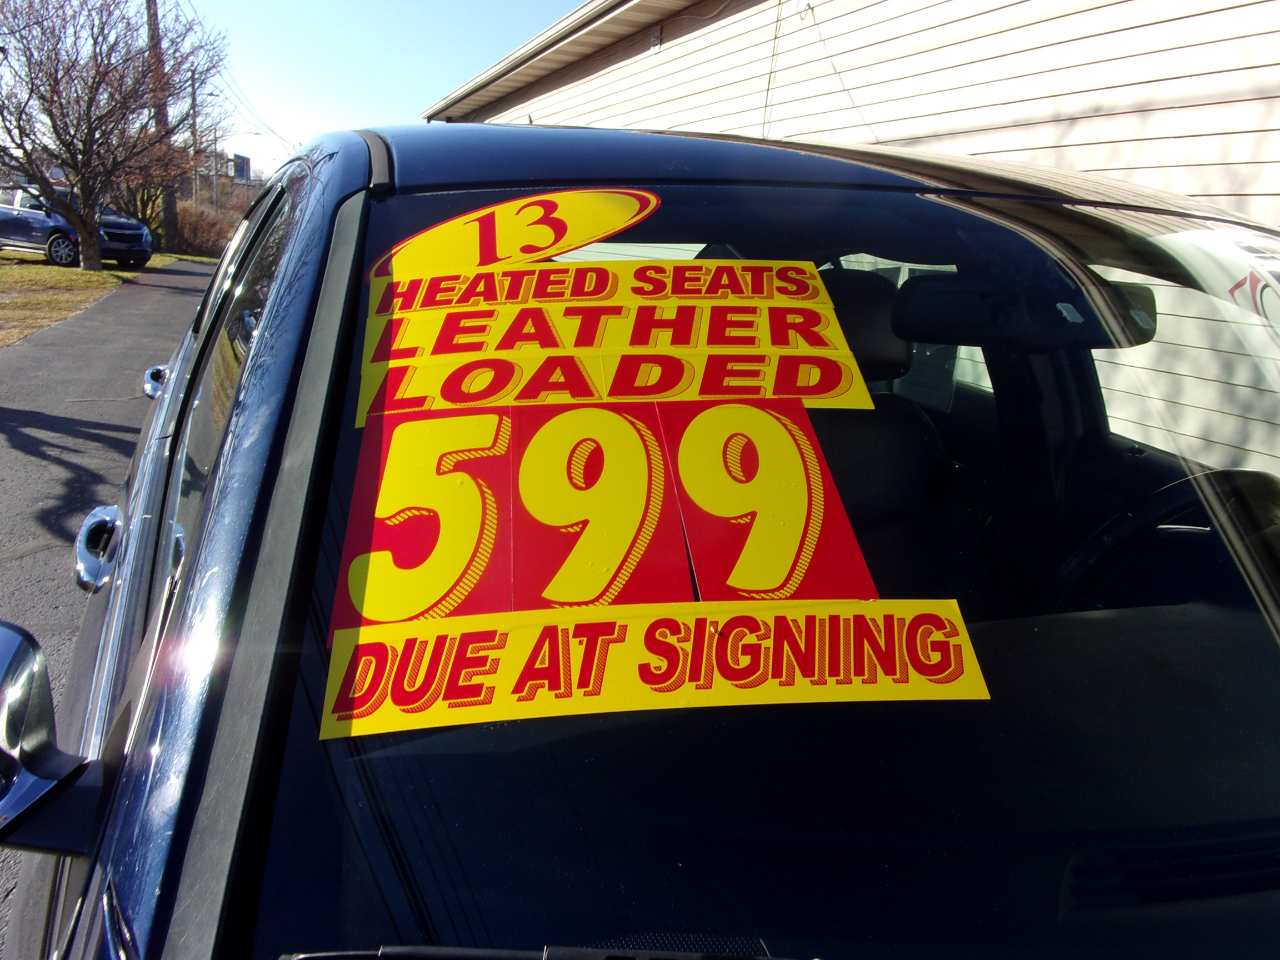 13
HEATED SEATS
LEATHER
LOADED
599
DUE AT SIGNING